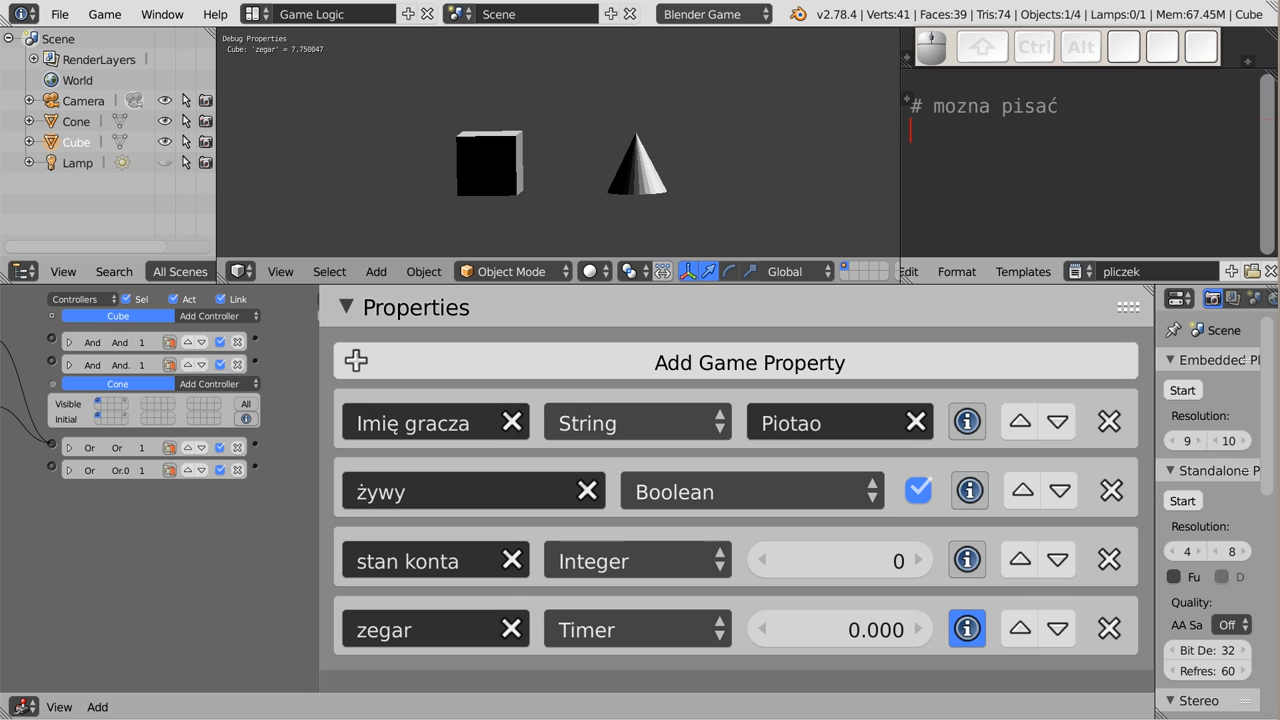 File Game Window Help Game Logic Scene Blender Game v2.78.4 | Verts:41 | Faces:39 | Tris:74 | Objects:1/4 | Lamps:0/1 | Mem:67.45M | Cube
Scene
RenderLayers
World
Camera
Cone
Cube
Lamp
View Search All Scenes
Debug Properties
Cube: 'zegar' = 7.750047
View Select Add Object Object Mode Global
Ctrl Alt
# mozna pisać
Edit Format Templates pliczek
Controllers Sel Act Link
Cube Add Controller
And And 1
And And. 1
Cone Add Controller
Visible All
Initial
Or Or 1
Or Or.0 1
Properties
Add Game Property
Imię gracza String Piotao
żywy Boolean
stan konta Integer 0
zegar Timer 0.000
Scene
Embedded Pl
Start
Resolution:
9 10
Standalone P
Start
Resolution:
4 8
Fu D
Quality:
AA Sa Off
Bit De: 32
Refres: 60
Stereo
View Add